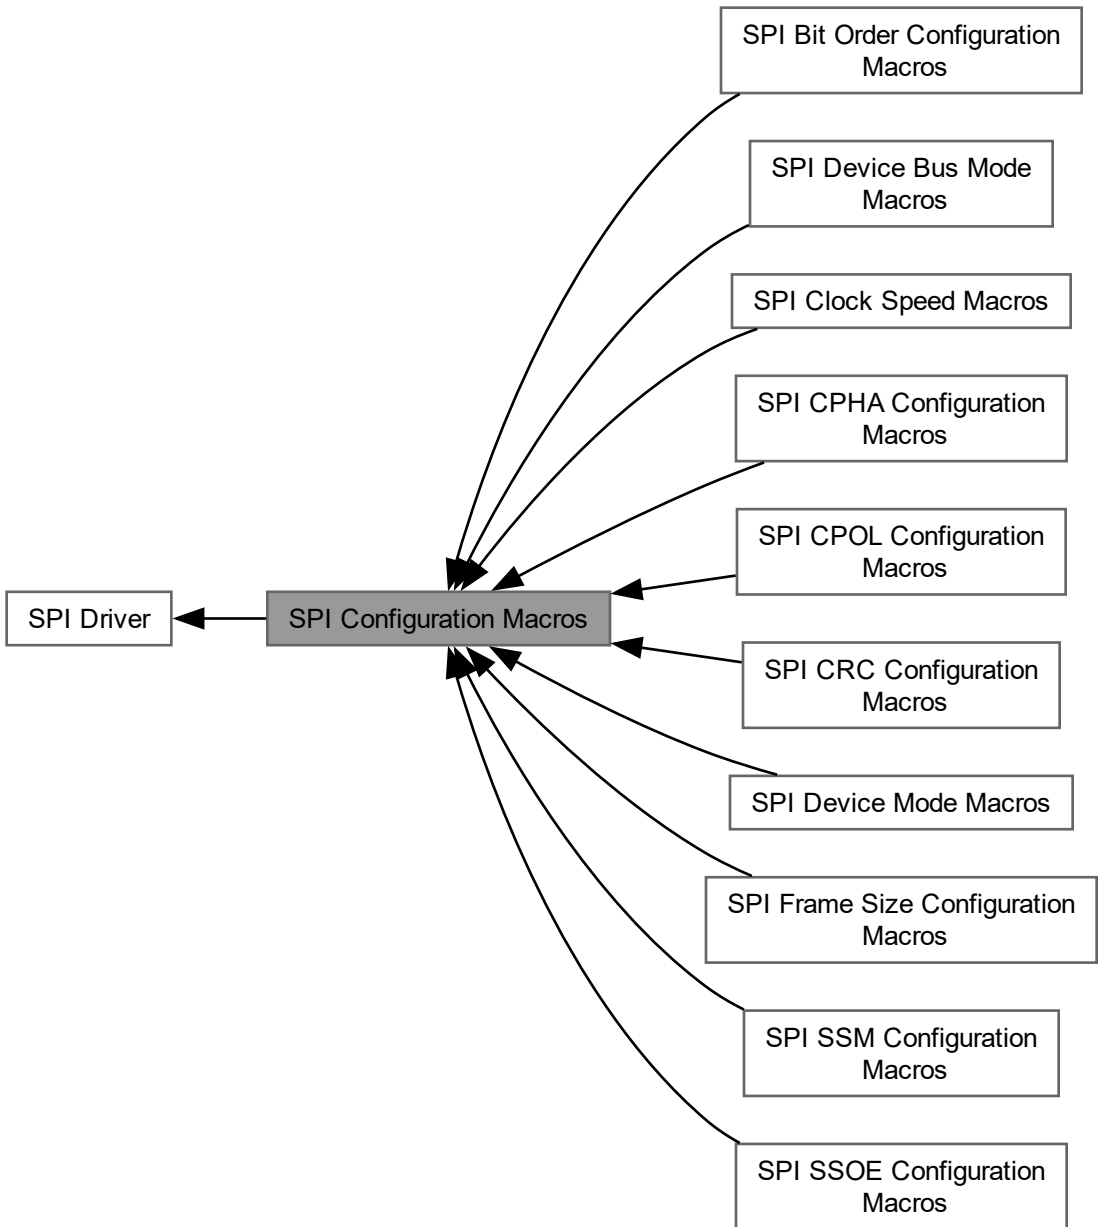 SPI Bit Order Configuration
Macros
SPI Device Bus Mode
Macros
SPI Clock Speed Macros
SPI CPHA Configuration
Macros
SPI CPOL Configuration
Macros
SPI Driver
SPI Configuration Macros
SPI CRC Configuration
Macros
SPI Device Mode Macros
SPI Frame Size Configuration
Macros
SPI SSM Configuration
Macros
SPI SSOE Configuration
Macros